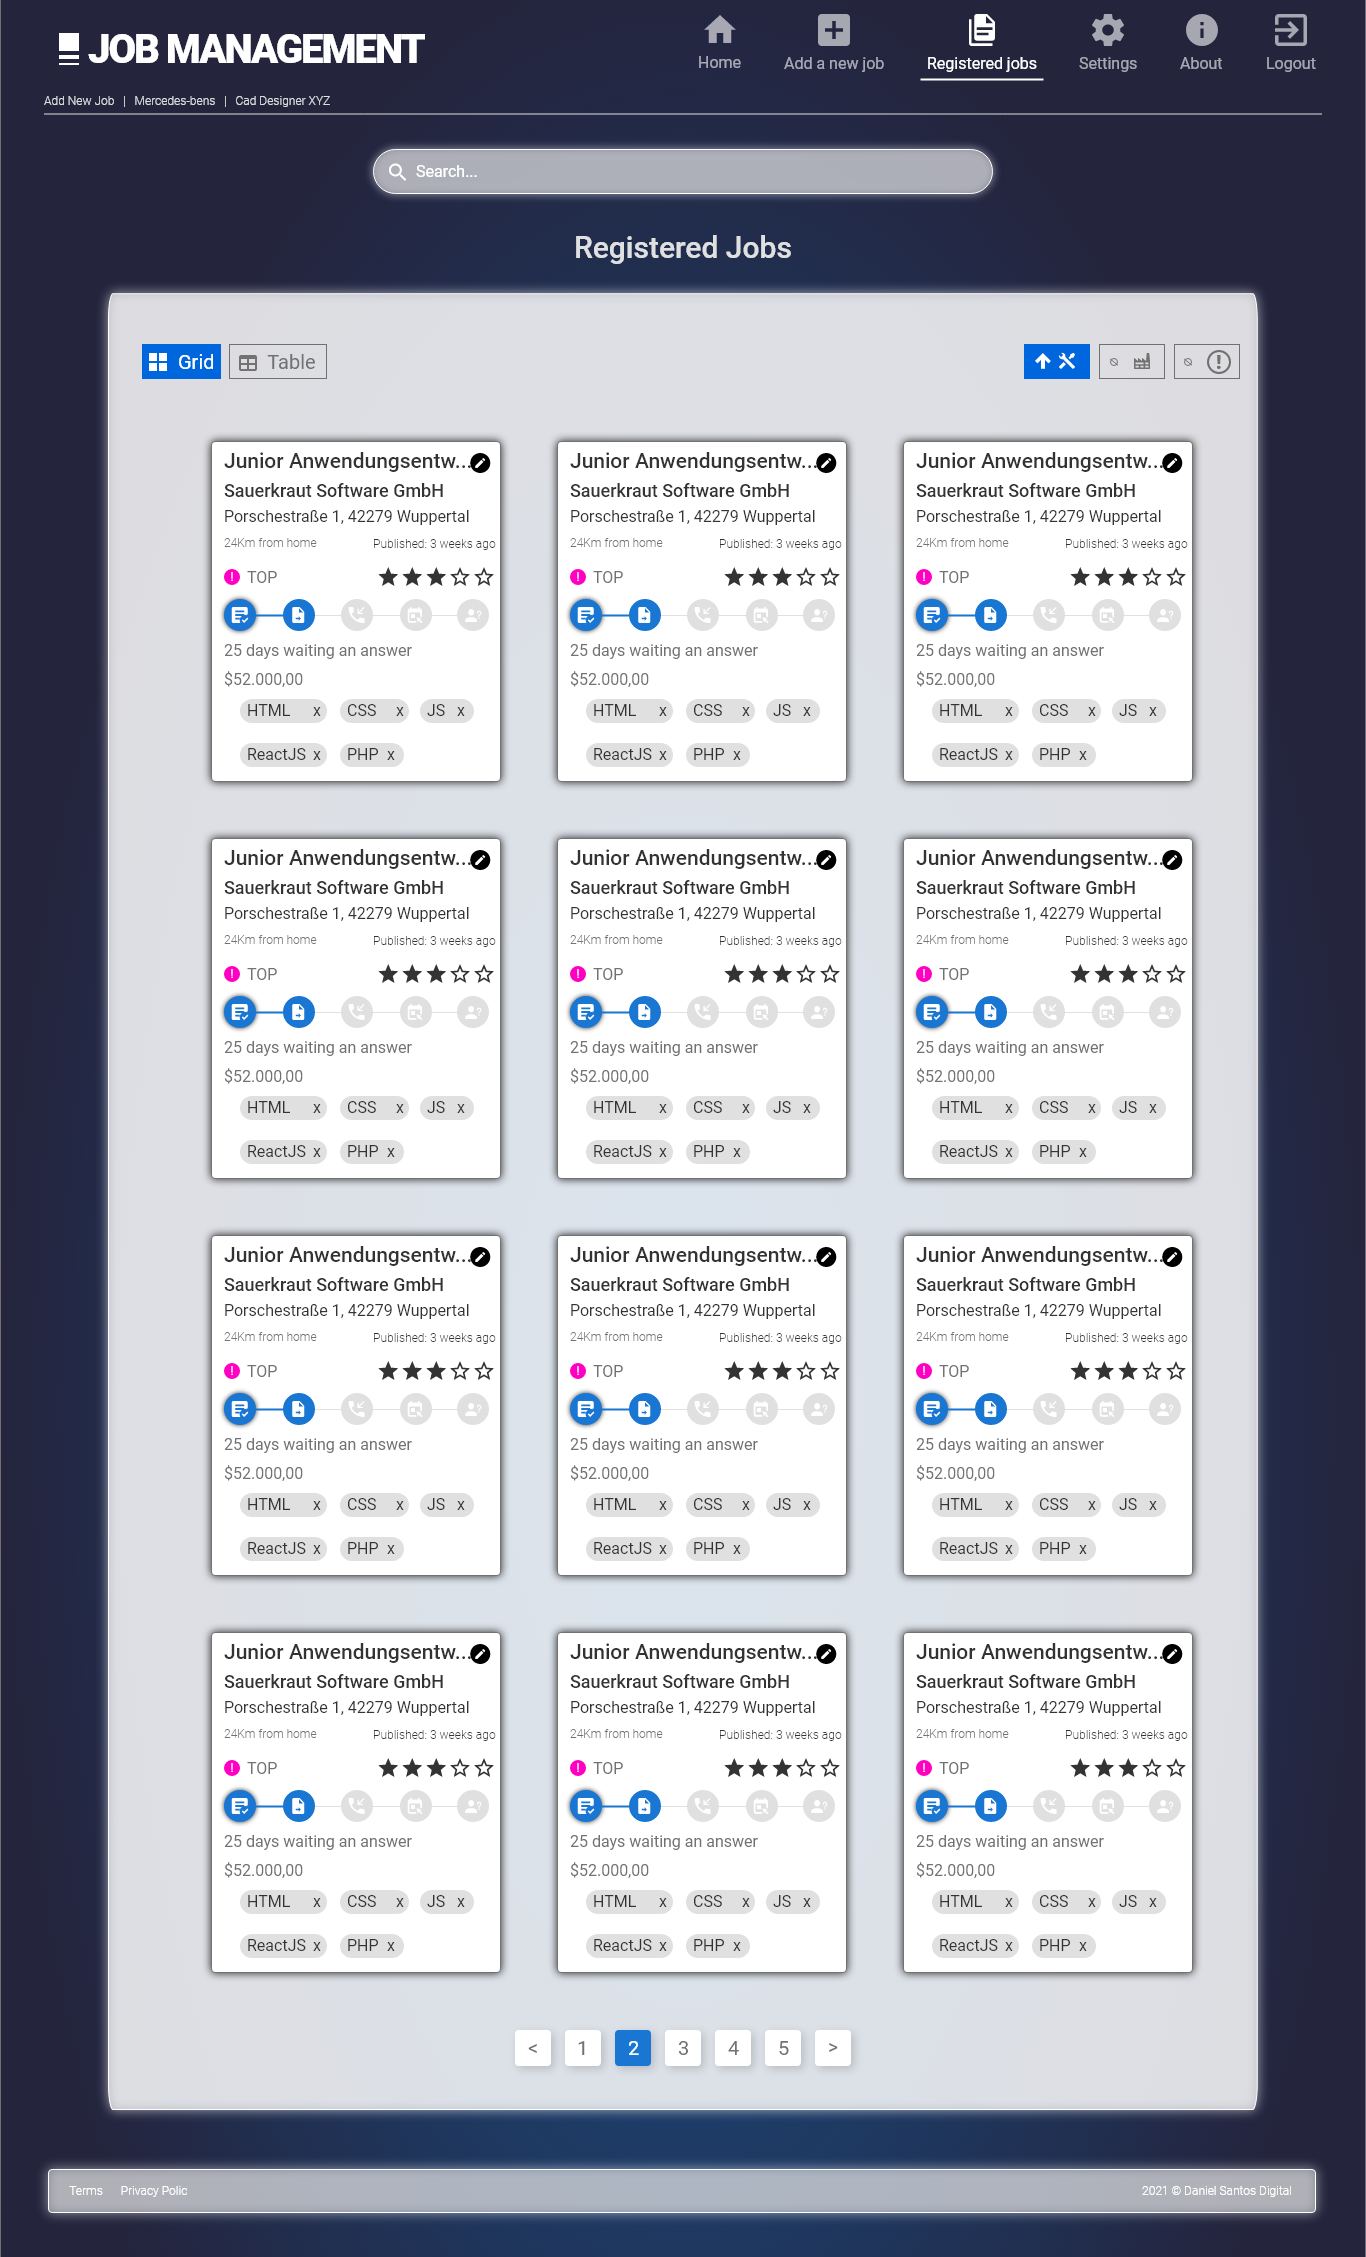 JOB MANAGEMENT
Home Add a new job Registered jobs Settings About Logout
Add New Job | Mercedes-bens | Cad Designer XYZ
Search...
Registered Jobs
Grid Table
Junior Anwendungsentw... Junior Anwendungsentw... Junior Anwendungsentw...
Sauerkraut Software GmbH Sauerkraut Software GmbH Sauerkraut Software GmbH
Porschestraße 1, 42279 Wuppertal Porschestraße 1, 42279 Wuppertal Porschestraße 1, 42279 Wuppertal
24Km from home Published: 3 weeks ago 24Km from home Published: 3 weeks ago 24Km from home Published: 3 weeks ago
TOP TOP TOP
25 days waiting an answer 25 days waiting an answer 25 days waiting an answer
$52.000,00 $52.000,00 $52.000,00
HTML x CSS x JS x HTML x CSS x JS x HTML x CSS x JS x
ReactJS x PHP x ReactJS x PHP x ReactJS x PHP x
Junior Anwendungsentw... Junior Anwendungsentw... Junior Anwendungsentw...
Sauerkraut Software GmbH Sauerkraut Software GmbH Sauerkraut Software GmbH
Porschestraße 1, 42279 Wuppertal Porschestraße 1, 42279 Wuppertal Porschestraße 1, 42279 Wuppertal
24Km from home Published: 3 weeks ago 24Km from home Published: 3 weeks ago 24Km from home Published: 3 weeks ago
TOP TOP TOP
25 days waiting an answer 25 days waiting an answer 25 days waiting an answer
$52.000,00 $52.000,00 $52.000,00
HTML x CSS x JS x HTML x CSS x JS x HTML x CSS x JS x
ReactJS x PHP x ReactJS x PHP x ReactJS x PHP x
Junior Anwendungsentw... Junior Anwendungsentw... Junior Anwendungsentw...
Sauerkraut Software GmbH Sauerkraut Software GmbH Sauerkraut Software GmbH
Porschestraße 1, 42279 Wuppertal Porschestraße 1, 42279 Wuppertal Porschestraße 1, 42279 Wuppertal
24Km from home Published: 3 weeks ago 24Km from home Published: 3 weeks ago 24Km from home Published: 3 weeks ago
TOP TOP TOP
25 days waiting an answer 25 days waiting an answer 25 days waiting an answer
$52.000,00 $52.000,00 $52.000,00
HTML x CSS x JS x HTML x CSS x JS x HTML x CSS x JS x
ReactJS x PHP x ReactJS x PHP x ReactJS x PHP x
Junior Anwendungsentw... Junior Anwendungsentw... Junior Anwendungsentw...
Sauerkraut Software GmbH Sauerkraut Software GmbH Sauerkraut Software GmbH
Porschestraße 1, 42279 Wuppertal Porschestraße 1, 42279 Wuppertal Porschestraße 1, 42279 Wuppertal
24Km from home Published: 3 weeks ago 24Km from home Published: 3 weeks ago 24Km from home Published: 3 weeks ago
TOP TOP TOP
25 days waiting an answer 25 days waiting an answer 25 days waiting an answer
$52.000,00 $52.000,00 $52.000,00
HTML x CSS x JS x HTML x CSS x JS x HTML x CSS x JS x
ReactJS x PHP x ReactJS x PHP x ReactJS x PHP x
< 1 2 3 4 5 >
Terms Privacy Polic 2021 © Daniel Santos Digital